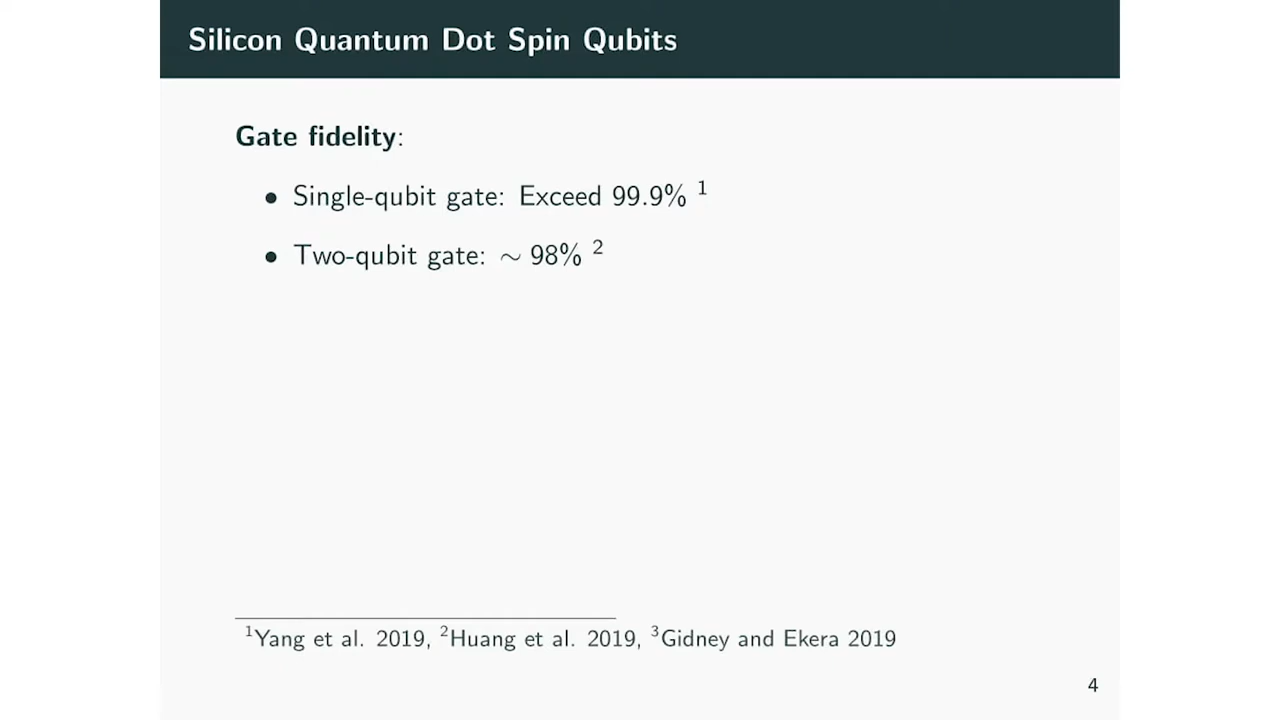 Silicon Quantum Dot Spin Qubits
Gate fidelity:
• Single-qubit gate: Exceed 99.9% ¹
• Two-qubit gate: ∼ 98% ²
¹Yang et al. 2019, ²Huang et al. 2019, ³Gidney and Ekera 2019
4